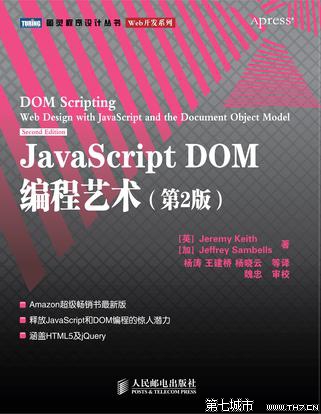 TURING 图灵程序设计丛书 Web开发系列
Apress®
DOM Scripting
Web Design with JavaScript and the Document Object Model
Second Edition
JavaScript DOM
编程艺术（第2版）
[英] Jeremy Keith
[加] Jeffrey Sambells 著
杨涛 王建桥 杨晓云 等译
魏忠 审校
Amazon超级畅销书最新版
释放JavaScript和DOM编程的惊人潜力
涵盖HTML5及jQuery
人民邮电出版社
POSTS & TELECOM PRESS
第七城市
WWW.TH7.CN